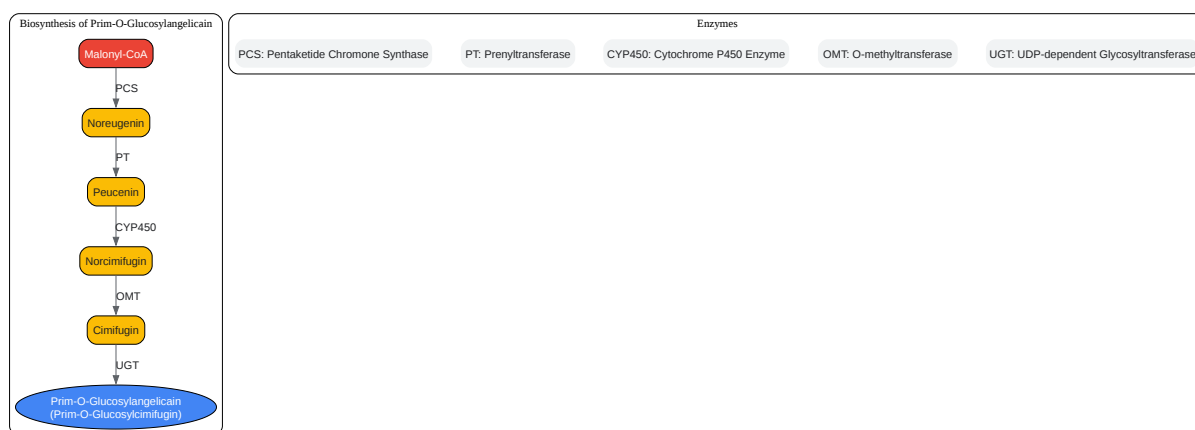 Biosynthesis of Prim-O-Glucosylangelicain
Malonyl-CoA
PCS
Noreugenin
PT
Peucenin
CYP450
Norcimifugin
OMT
Cimifugin
UGT
Prim-O-Glucosylangelicain
(Prim-O-Glucosylcimifugin)
Enzymes
PCS: Pentaketide Chromone Synthase
PT: Prenyltransferase
CYP450: Cytochrome P450 Enzyme
OMT: O-methyltransferase
UGT: UDP-dependent Glycosyltransferase